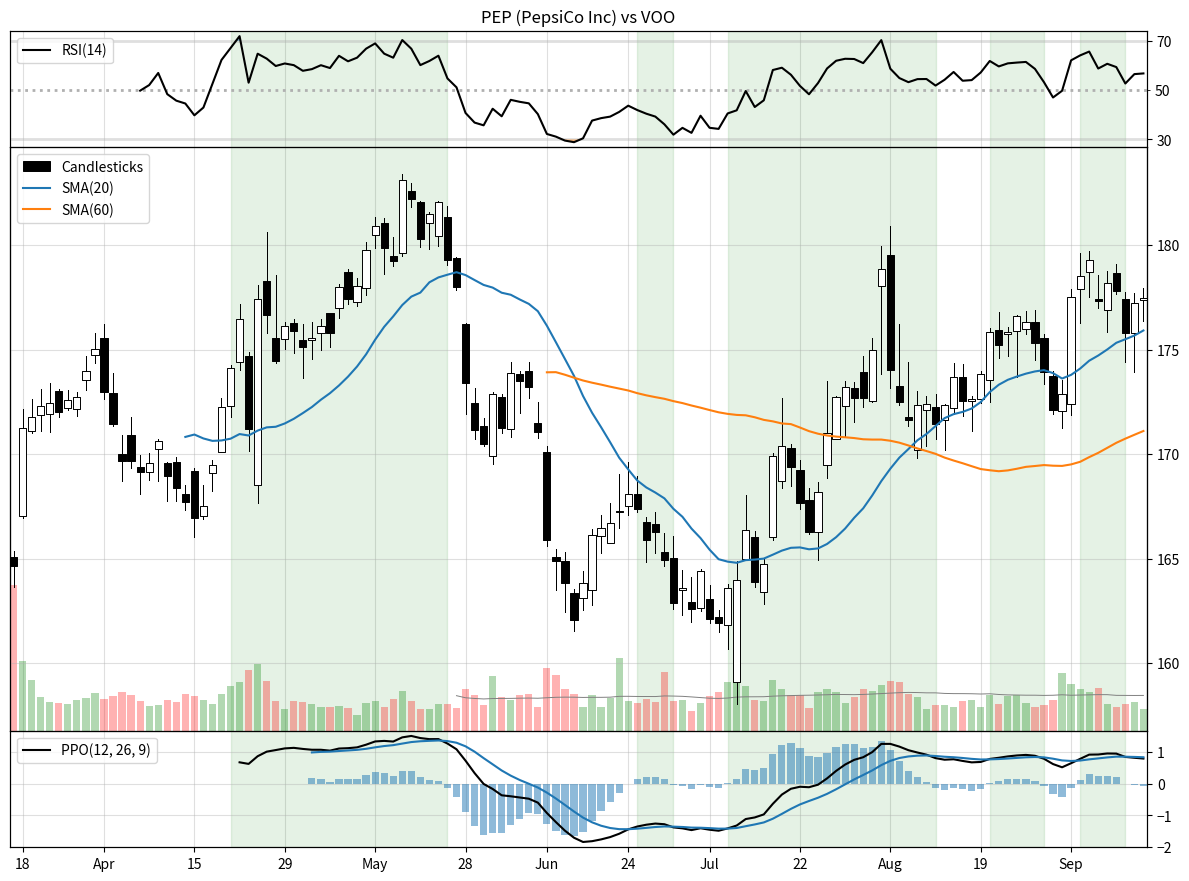 PEP (PepsiCo Inc) vs VOO
RSI(14)
70
50
30
Candlesticks
SMA(20)
SMA(60)
180
175
170
165
160
PPO(12, 26, 9)
1
0
−1
−2
18 Apr 15 29 May 28 Jun 24 Jul 22 Aug 19 Sep